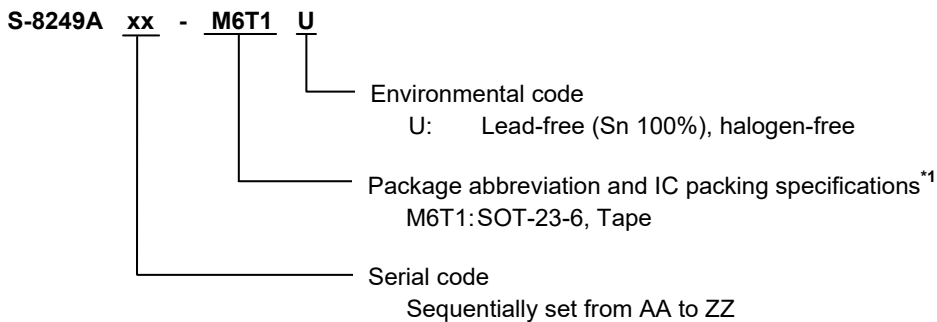 S-8249A xx - M6T1 U
Environmental code
U: Lead-free (Sn 100%), halogen-free
Package abbreviation and IC packing specifications*1
M6T1: SOT-23-6, Tape
Serial code
Sequentially set from AA to ZZ